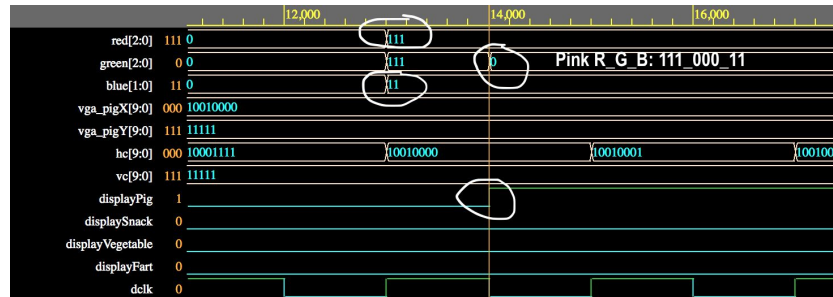 12,000 14,000 16,000
red[2:0] 111 0 111
green[2:0] 0 0 111 0 Pink R_G_B: 111_000_11
blue[1:0] 11 0 11
vga_pigX[9:0] 000 10010000
vga_pigY[9:0] 111 11111
hc[9:0] 000 10001111 10010000 10010001 100100
vc[9:0] 111 11111
displayPig 1
displaySnack 0
displayVegetable 0
displayFart 0
dclk 0